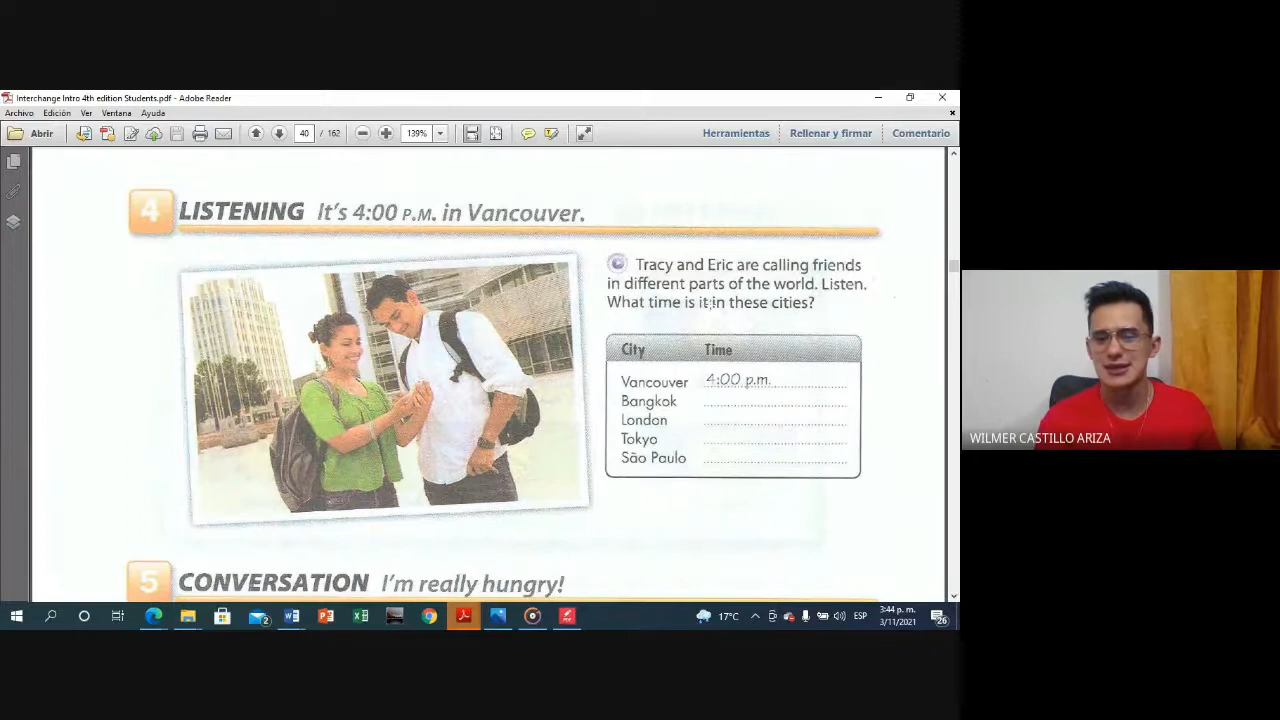 Interchange Intro 4th edition Students.pdf - Adobe Reader
Archivo Edición Ver Ventana Ayuda
Abrir 40 / 162 139% Herramientas Rellenar y firmar Comentario
4 LISTENING It's 4:00 P.M. in Vancouver.
Tracy and Eric are calling friends
in different parts of the world. Listen.
What time is it in these cities?
City Time
Vancouver 4:00 p.m.
Bangkok
London
Tokyo
São Paulo
WILMER CASTILLO ARIZA
5 CONVERSATION I'm really hungry!
2 17°C ESP 3:44 p. m.
3/11/2021 26